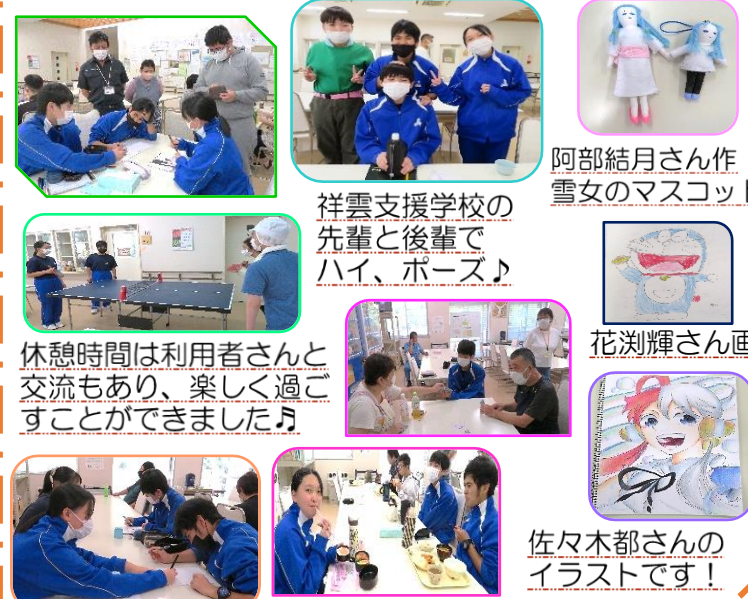 祥雲支援学校の
先輩と後輩で
ハイ、ポーズ♪
阿部結月さん作
雪女のマスコット
休憩時間は利用者さんと
交流もあり、楽しく過ご
すことができました♬
花渕輝さん画
佐々木都さんの
イラストです！